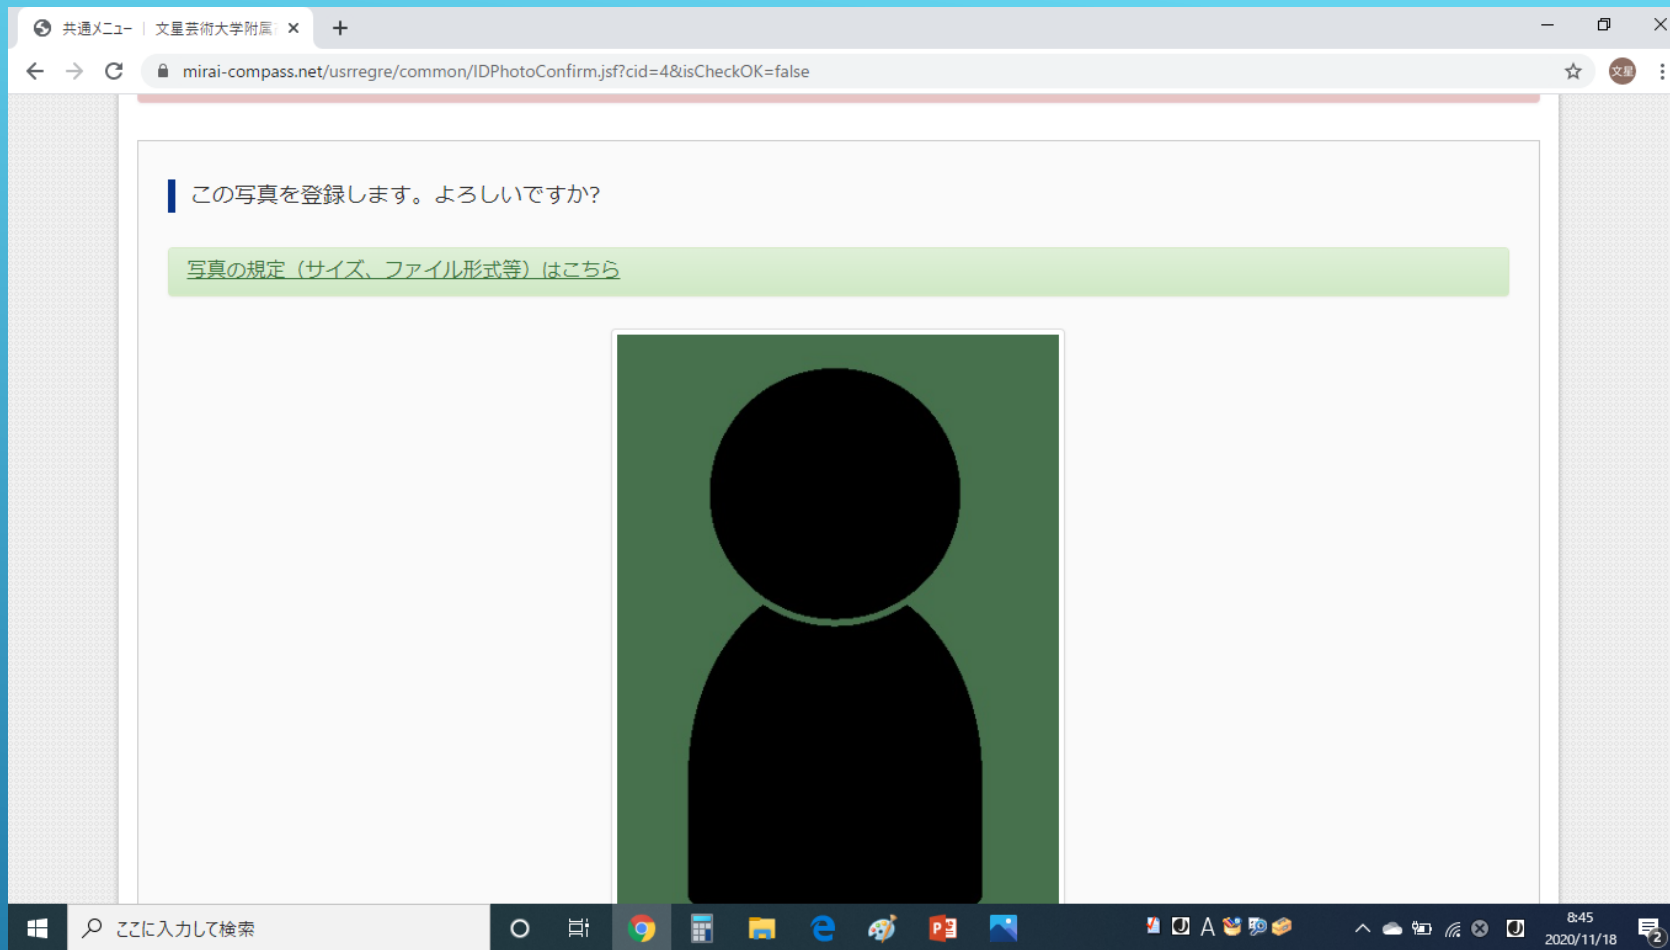 共通メニュー | 文星芸術大学附属
mirai-compass.net/usrregre/common/IDPhotoConfirm.jsf?cid=4&isCheckOK=false
文星
この写真を登録します。よろしいですか?
写真の規定（サイズ、ファイル形式等）はこちら
ここに入力して検索
A
8:45
2020/11/18
2